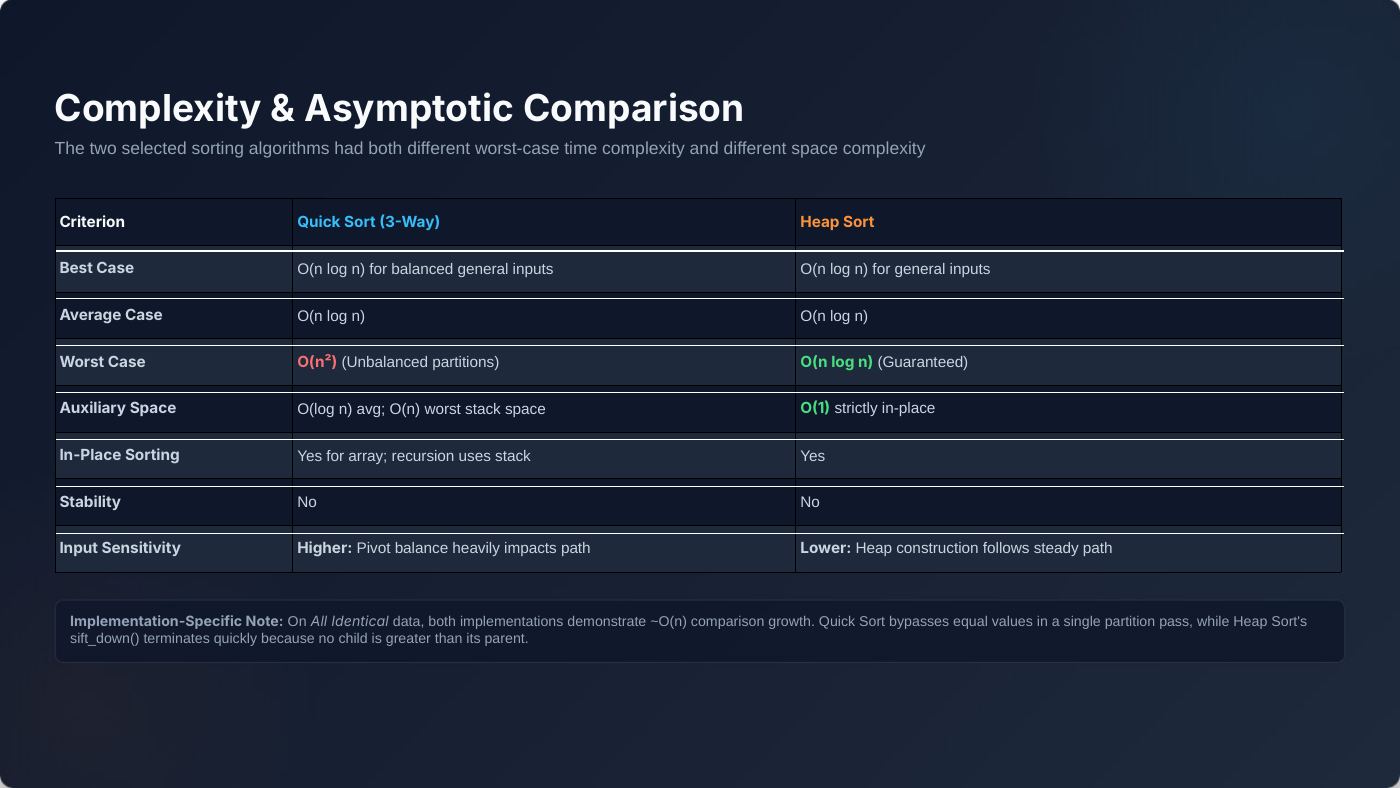 Complexity & Asymptotic Comparison
The two selected sorting algorithms had both different worst-case time complexity and different space complexity
Criterion Quick Sort (3-Way) Heap Sort
Best Case O(n log n) for balanced general inputs O(n log n) for general inputs
Average Case O(n log n) O(n log n)
Worst Case O(n²) (Unbalanced partitions) O(n log n) (Guaranteed)
Auxiliary Space O(log n) avg; O(n) worst stack space O(1) strictly in-place
In-Place Sorting Yes for array; recursion uses stack Yes
Stability No No
Input Sensitivity Higher: Pivot balance heavily impacts path Lower: Heap construction follows steady path
Implementation-Specific Note: On All Identical data, both implementations demonstrate ~O(n) comparison growth. Quick Sort bypasses equal values in a single partition pass, while Heap Sort's
sift_down() terminates quickly because no child is greater than its parent.